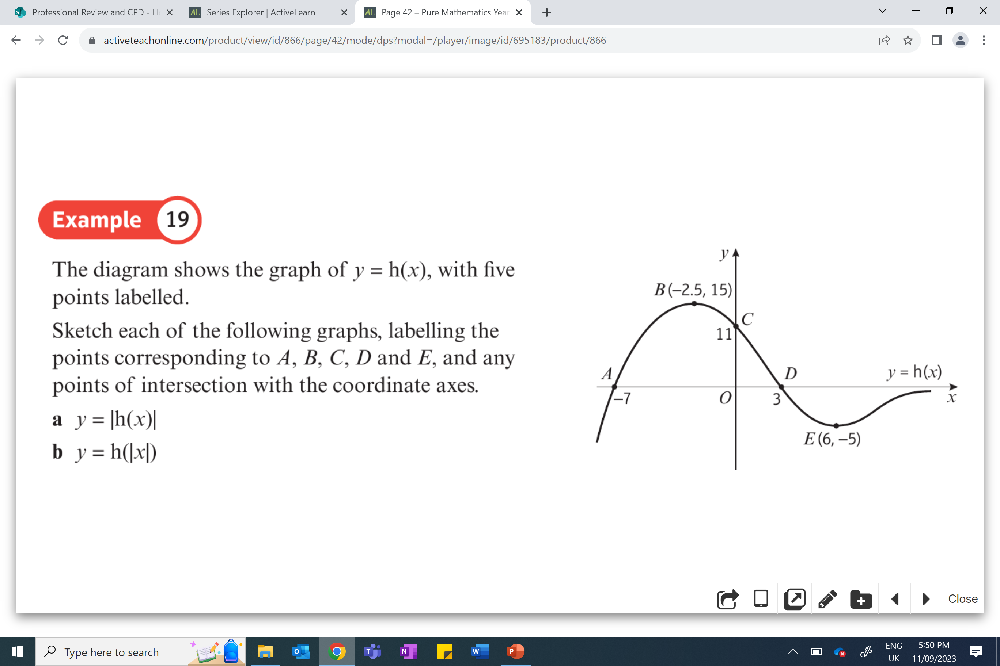 Professional Review and CPD - H
Series Explorer | ActiveLearn
Page 42 – Pure Mathematics Year
activeteachonline.com/product/view/id/866/page/42/mode/dps?modal=/player/image/id/695183/product/866
Example 19
The diagram shows the graph of y = h(x), with five
points labelled.
Sketch each of the following graphs, labelling the
points corresponding to A, B, C, D and E, and any
points of intersection with the coordinate axes.
a y = |h(x)|
b y = h(|x|)
y
B (–2.5, 15)
C
11
A
D
y = h(x)
–7
O
3
x
E (6, –5)
Close
Type here to search
ENG
UK
5:50 PM
11/09/2023